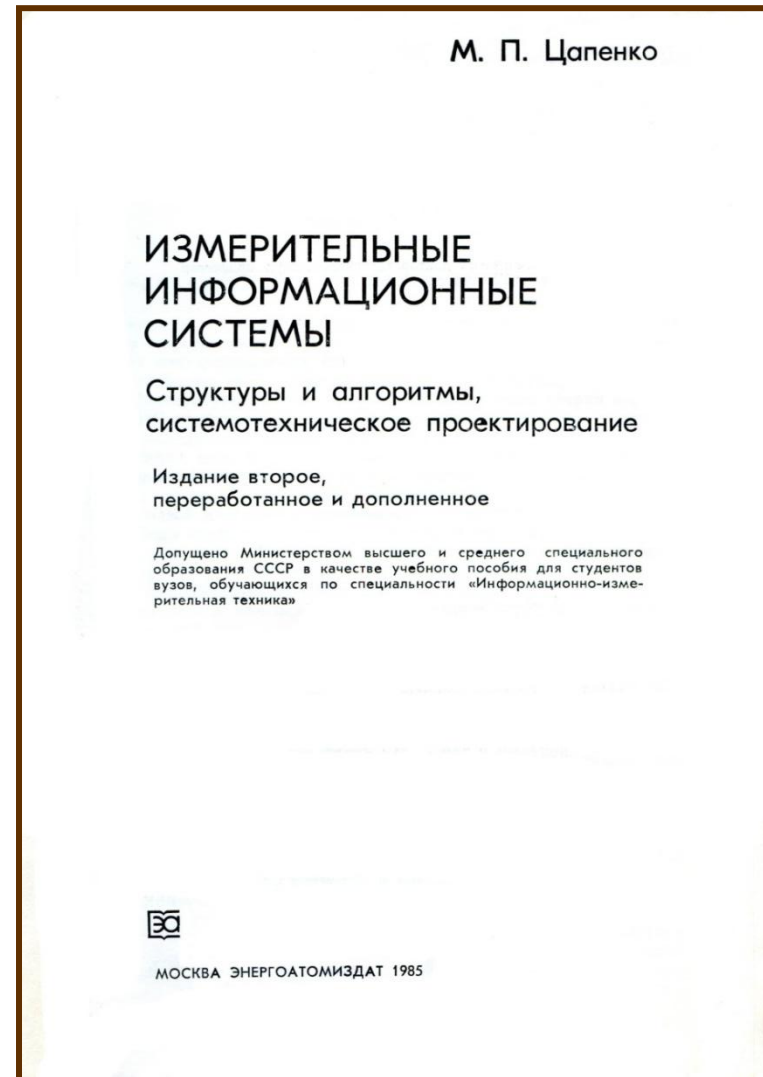 М. П. Цапенко
ИЗМЕРИТЕЛЬНЫЕ
ИНФОРМАЦИОННЫЕ
СИСТЕМЫ
Структуры и алгоритмы,
системотехническое проектирование
Издание второе,
переработанное и дополненное
Допущено Министерством высшего и среднего специального
образования СССР в качестве учебного пособия для студентов
вузов, обучающихся по специальности «Информационно-изме-
рительная техника»
МОСКВА ЭНЕРГОАТОМИЗДАТ 1985